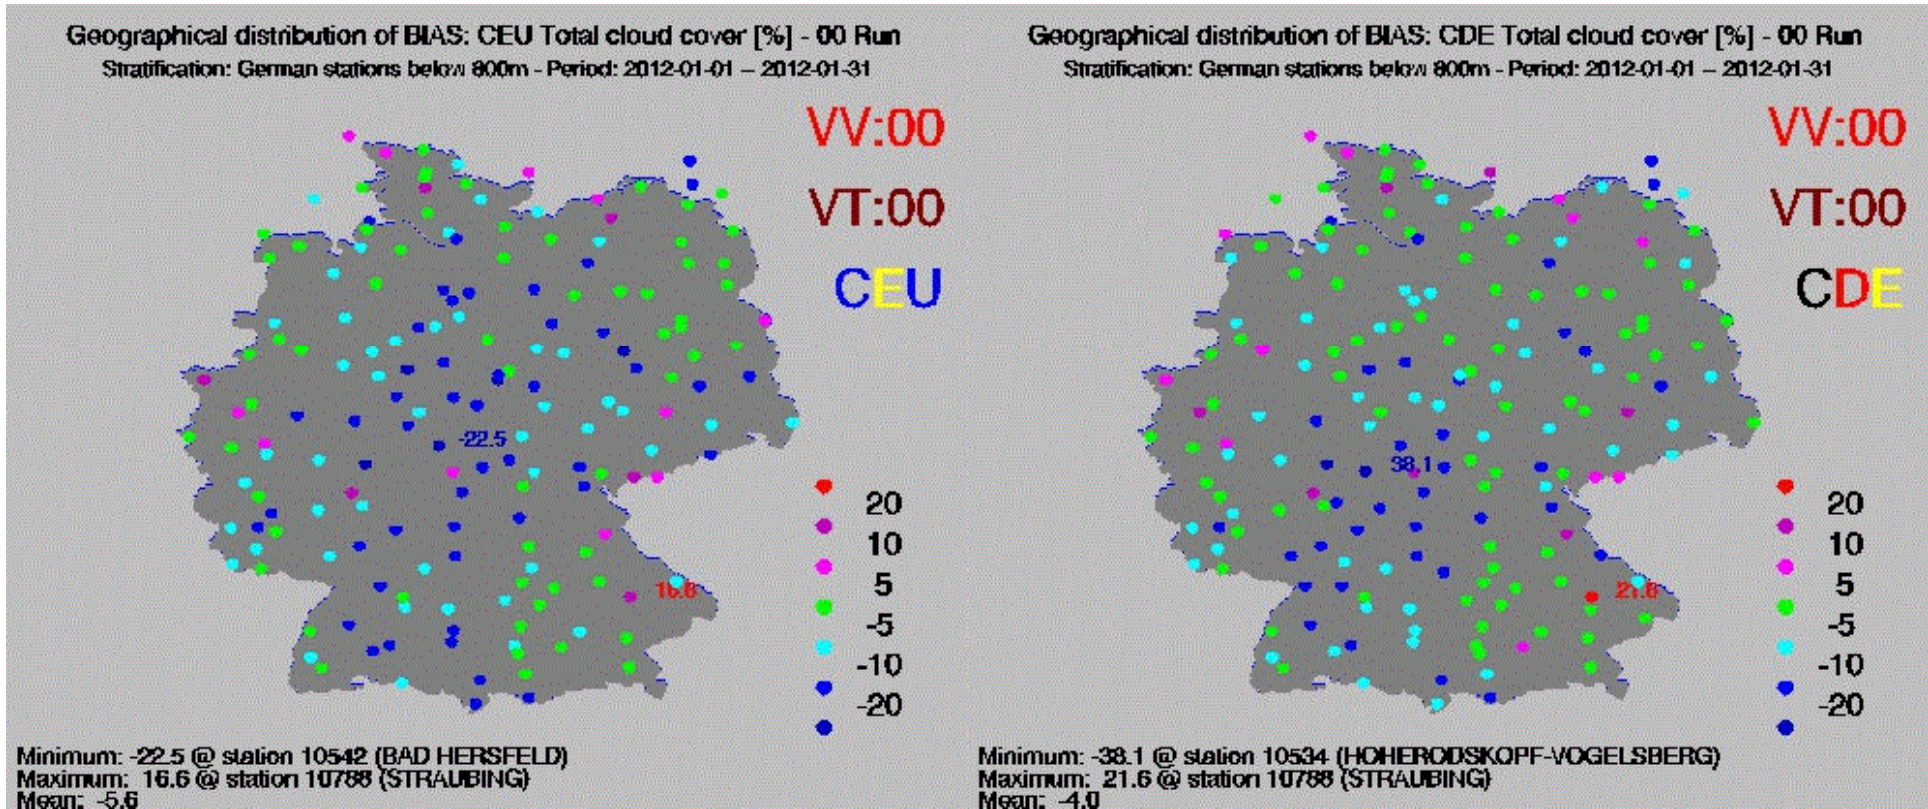 Geographical distribution of BIAS: CEU Total cloud cover [%] - 00 Run
Stratification: German stations below 800m - Period: 2012-01-01 – 2012-01-31
VV:00
VT:00
CEU
-22.5
16.6
20
10
5
-5
-10
-20
Minimum: -22.5 @ station 10542 (BAD HERSFELD)
Maximum: 16.6 @ station 10788 (STRAUBING)
Mean: -5.6
Geographical distribution of BIAS: CDE Total cloud cover [%] - 00 Run
Stratification: German stations below 800m - Period: 2012-01-01 – 2012-01-31
VV:00
VT:00
CDE
-38.1
21.6
20
10
5
-5
-10
-20
Minimum: -38.1 @ station 10534 (HOHERODSKOPF-VOGELSBERG)
Maximum: 21.6 @ station 10788 (STRAUBING)
Mean: -4.0